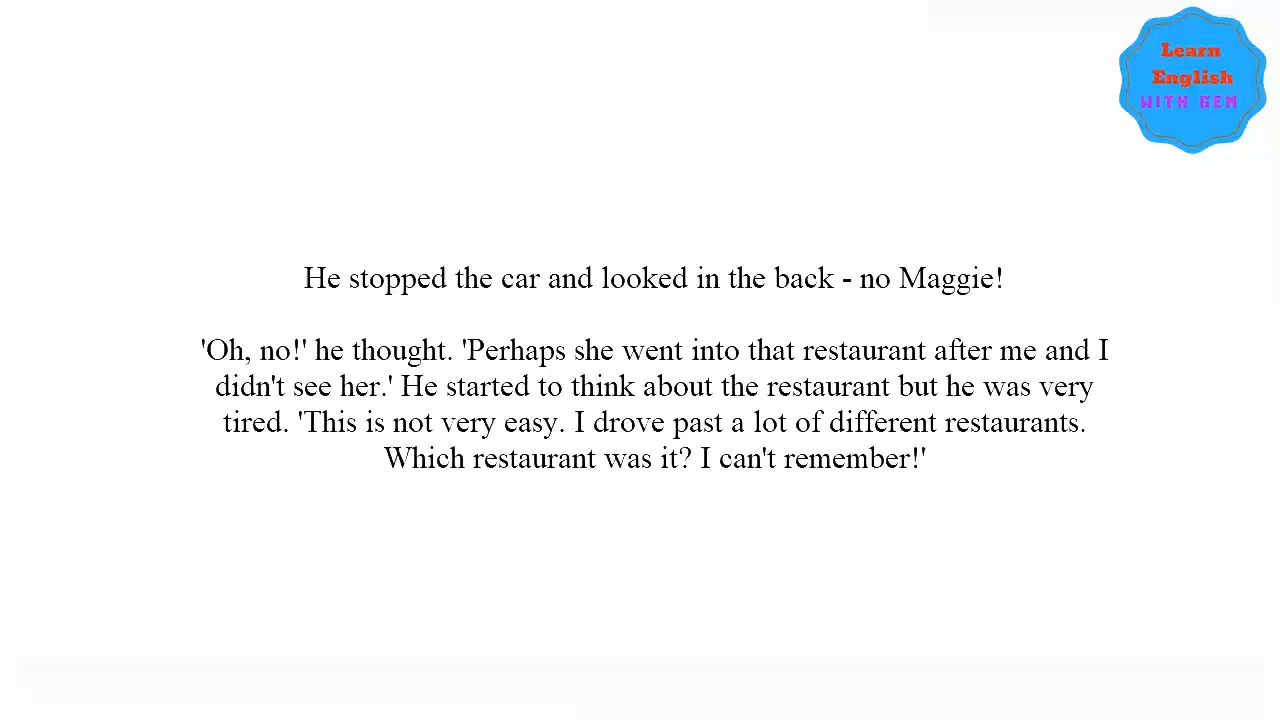 Learn
English
WITH GEM
He stopped the car and looked in the back - no Maggie!
'Oh, no!' he thought. 'Perhaps she went into that restaurant after me and I
didn't see her.' He started to think about the restaurant but he was very
tired. 'This is not very easy. I drove past a lot of different restaurants.
Which restaurant was it? I can't remember!'